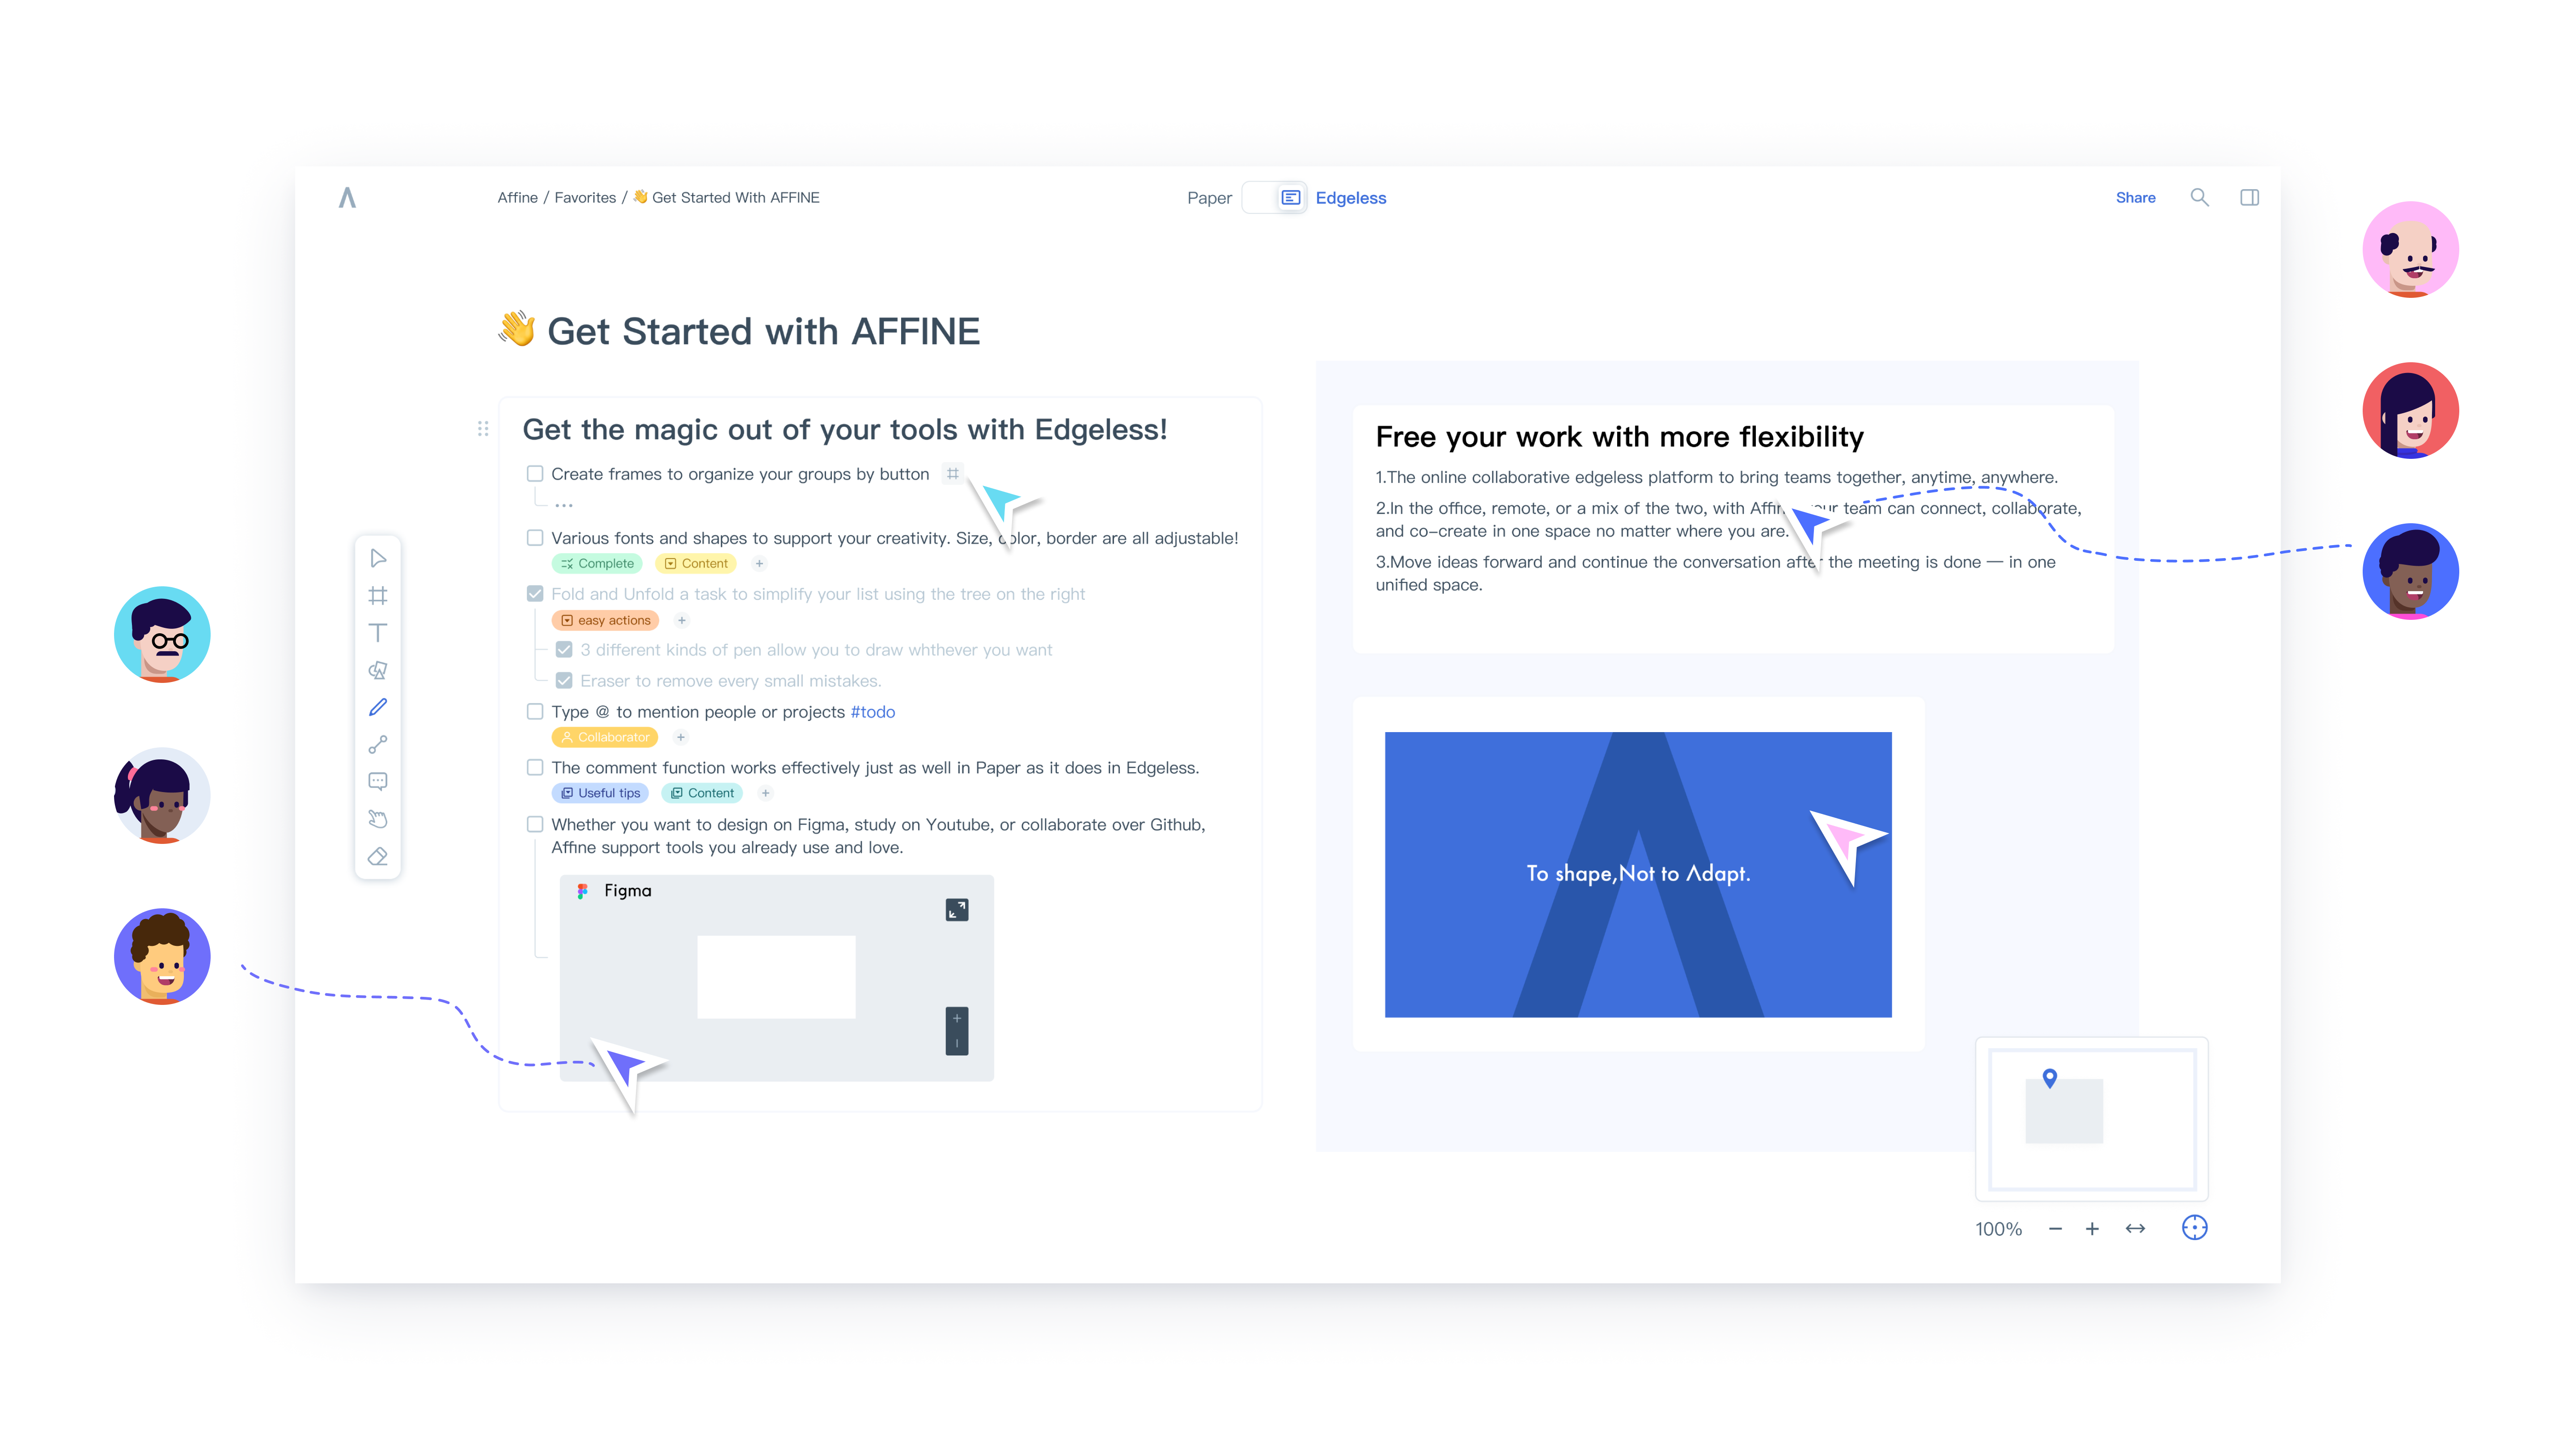 Affine / Favorites / 👋 Get Started With AFFINE
Paper
Edgeless
Share
👋 Get Started with AFFINE
Get the magic out of your tools with Edgeless!
Create frames to organize your groups by button
...
Various fonts and shapes to support your creativity. Size, color, border are all adjustable!
Complete
Content
Fold and Unfold a task to simplify your list using the tree on the right
easy actions
3 different kinds of pen allow you to draw whthever you want
Eraser to remove every small mistakes.
Type @ to mention people or projects #todo
Collaborator
The comment function works effectively just as well in Paper as it does in Edgeless.
Useful tips
Content
Whether you want to design on Figma, study on Youtube, or collaborate over Github,
Affine support tools you already use and love.
Figma
Free your work with more flexibility
1.The online collaborative edgeless platform to bring teams together, anytime, anywhere.
2.In the office, remote, or a mix of the two, with Affine your team can connect, collaborate,
and co-create in one space no matter where you are.
3.Move ideas forward and continue the conversation after the meeting is done — in one
unified space.
To shape,Not to Λdapt.
100%